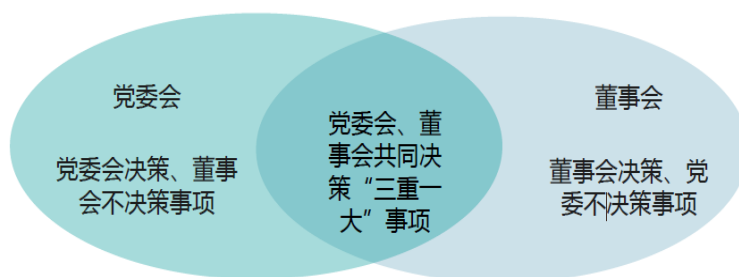 党委会
党委会决策、董事
会不决策事项
党委会、董
事会共同决
策“三重一
大”事项
董事会
董事会决策、党
委不决策事项